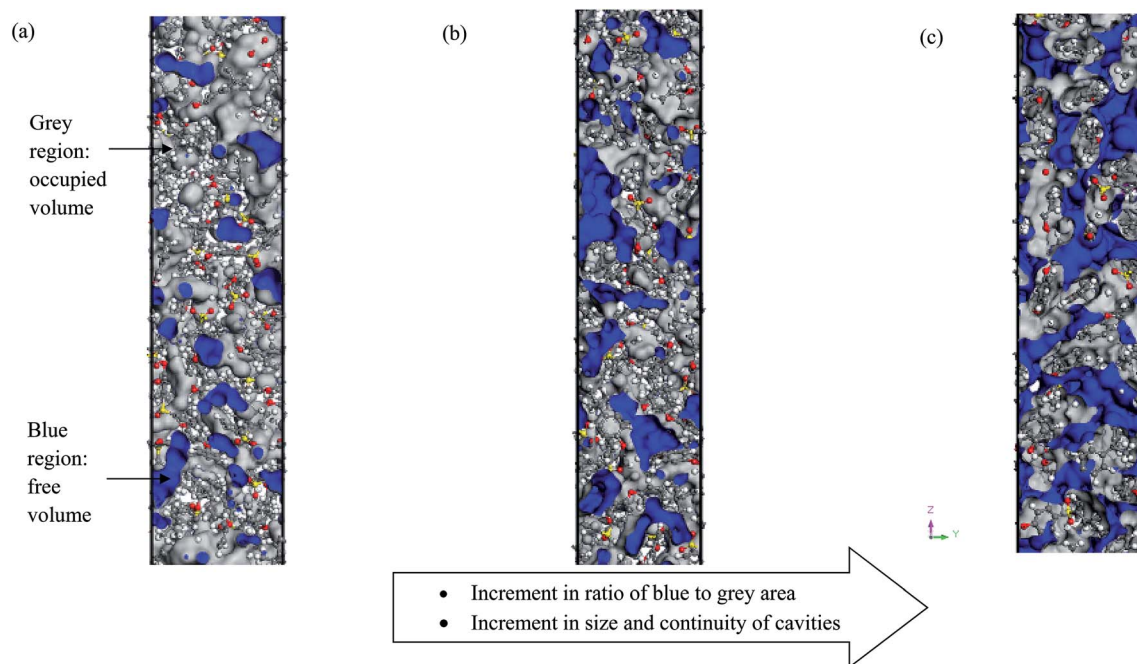 (a)
(b)
(c)
Grey
region:
occupied
volume
Blue
region:
free
volume
Z
Y
• Increment in ratio of blue to grey area
• Increment in size and continuity of cavities